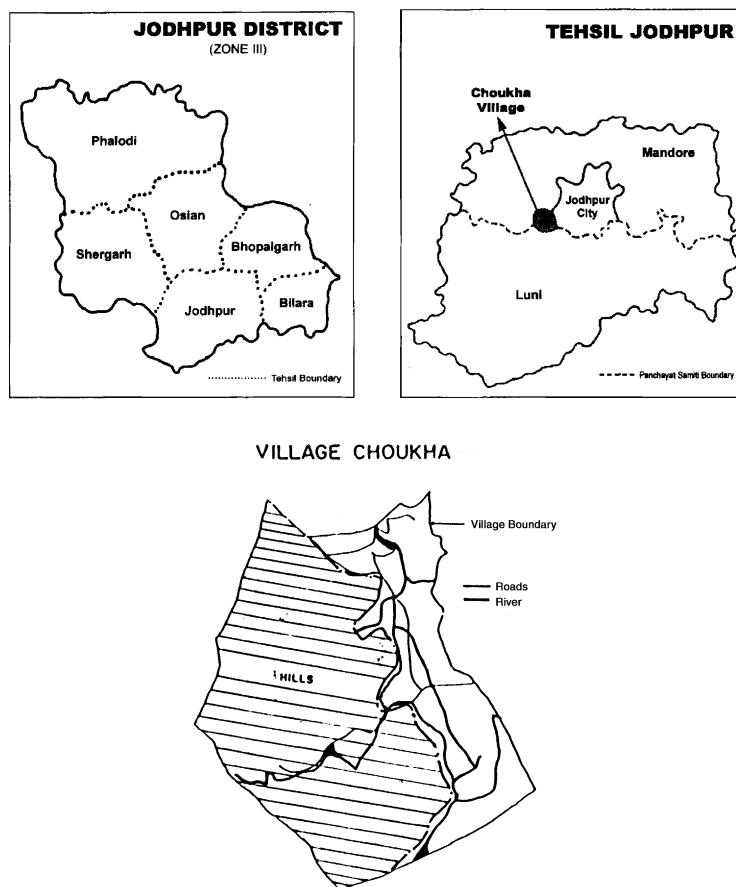 JODHPUR DISTRICT
(ZONE III)
Phalodi
Osian
Shergarh
Bhopalgarh
Jodhpur
Bilara
Tehsil Boundary
TEHSIL JODHPUR
Choukha
Village
Mandore
Jodhpur
City
Luni
Panchayat Samiti Boundary
VILLAGE CHOUKHA
Village Boundary
Roads
River
HILLS